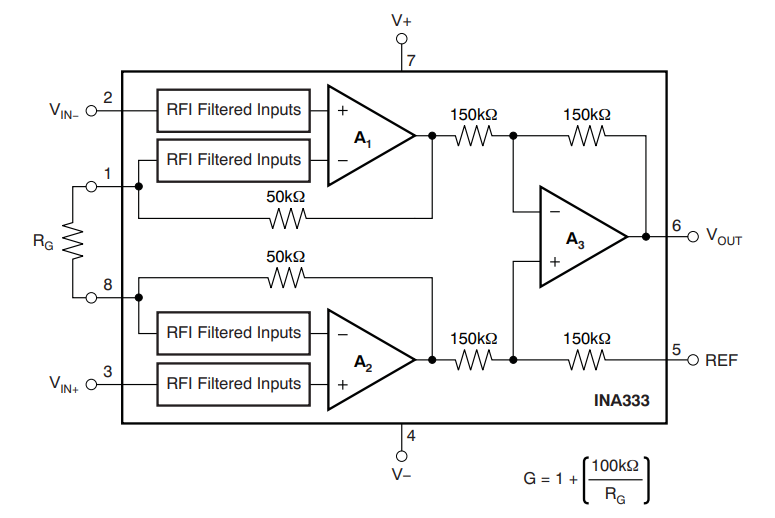 V+
7
2
VIN−
RFI Filtered Inputs
+
A1
150kΩ
150kΩ
1
RFI Filtered Inputs
−
50kΩ
RG
−
A3
+
6
VOUT
50kΩ
8
RFI Filtered Inputs
−
A2
150kΩ
150kΩ
5
REF
3
VIN+
RFI Filtered Inputs
+
INA333
4
V−
G = 1 + (100kΩ / RG)